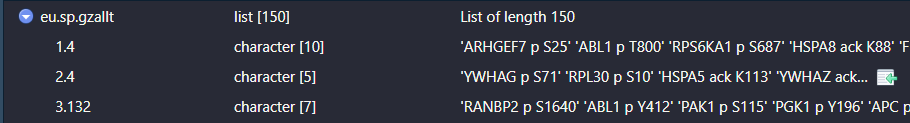 eu.sp.gzallt list [150] List of length 150
1.4 character [10] 'ARHGEF7 p S25' 'ABL1 p T800' 'RPS6KA1 p S687' 'HSPA8 ack K88' 'F
2.4 character [5] 'YWHAG p S71' 'RPL30 p S10' 'HSPA5 ack K113' 'YWHAZ ack...
3.132 character [7] 'RANBP2 p S1640' 'ABL1 p Y412' 'PAK1 p S115' 'PGK1 p Y196' 'APC p